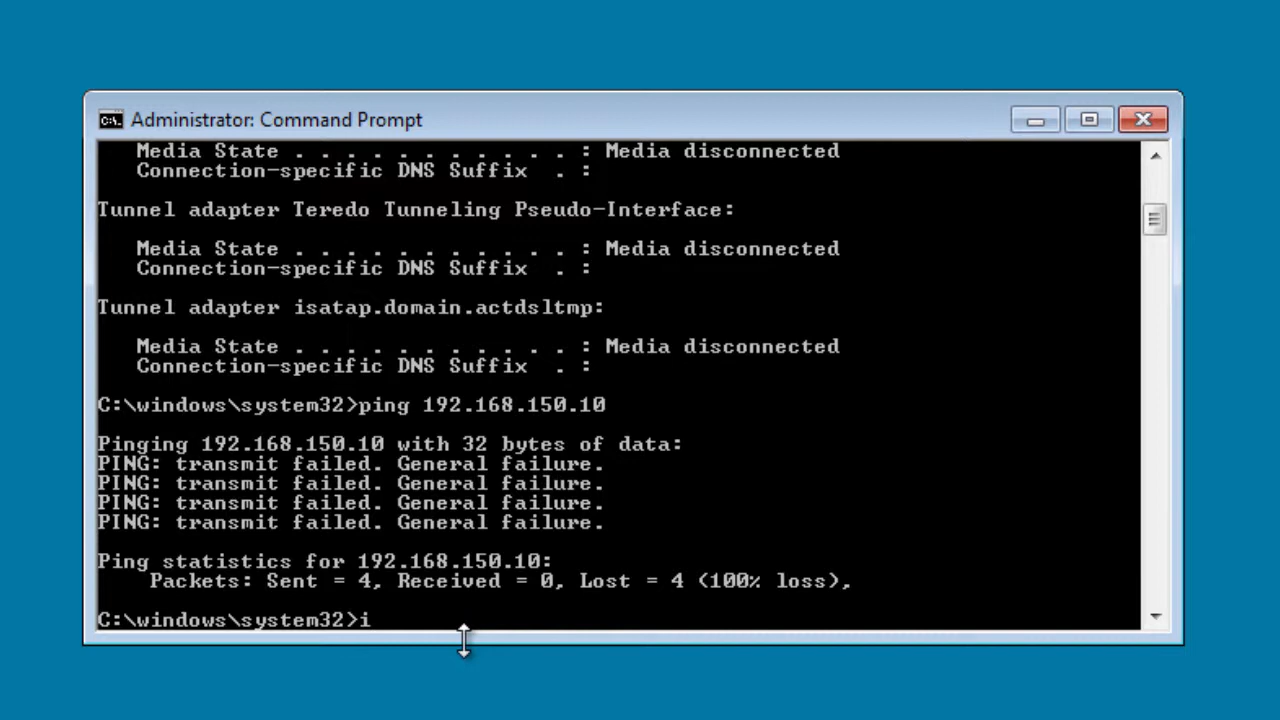 Administrator: Command Prompt
Media State . . . . . . . . . . . : Media disconnected
Connection-specific DNS Suffix  . :
Tunnel adapter Teredo Tunneling Pseudo-Interface:
Media State . . . . . . . . . . . : Media disconnected
Connection-specific DNS Suffix  . :
Tunnel adapter isatap.domain.actdsltmp:
Media State . . . . . . . . . . . : Media disconnected
Connection-specific DNS Suffix  . :
C:\windows\system32>ping 192.168.150.10
Pinging 192.168.150.10 with 32 bytes of data:
PING: transmit failed. General failure.
PING: transmit failed. General failure.
PING: transmit failed. General failure.
PING: transmit failed. General failure.
Ping statistics for 192.168.150.10:
Packets: Sent = 4, Received = 0, Lost = 4 (100% loss),
C:\windows\system32>i